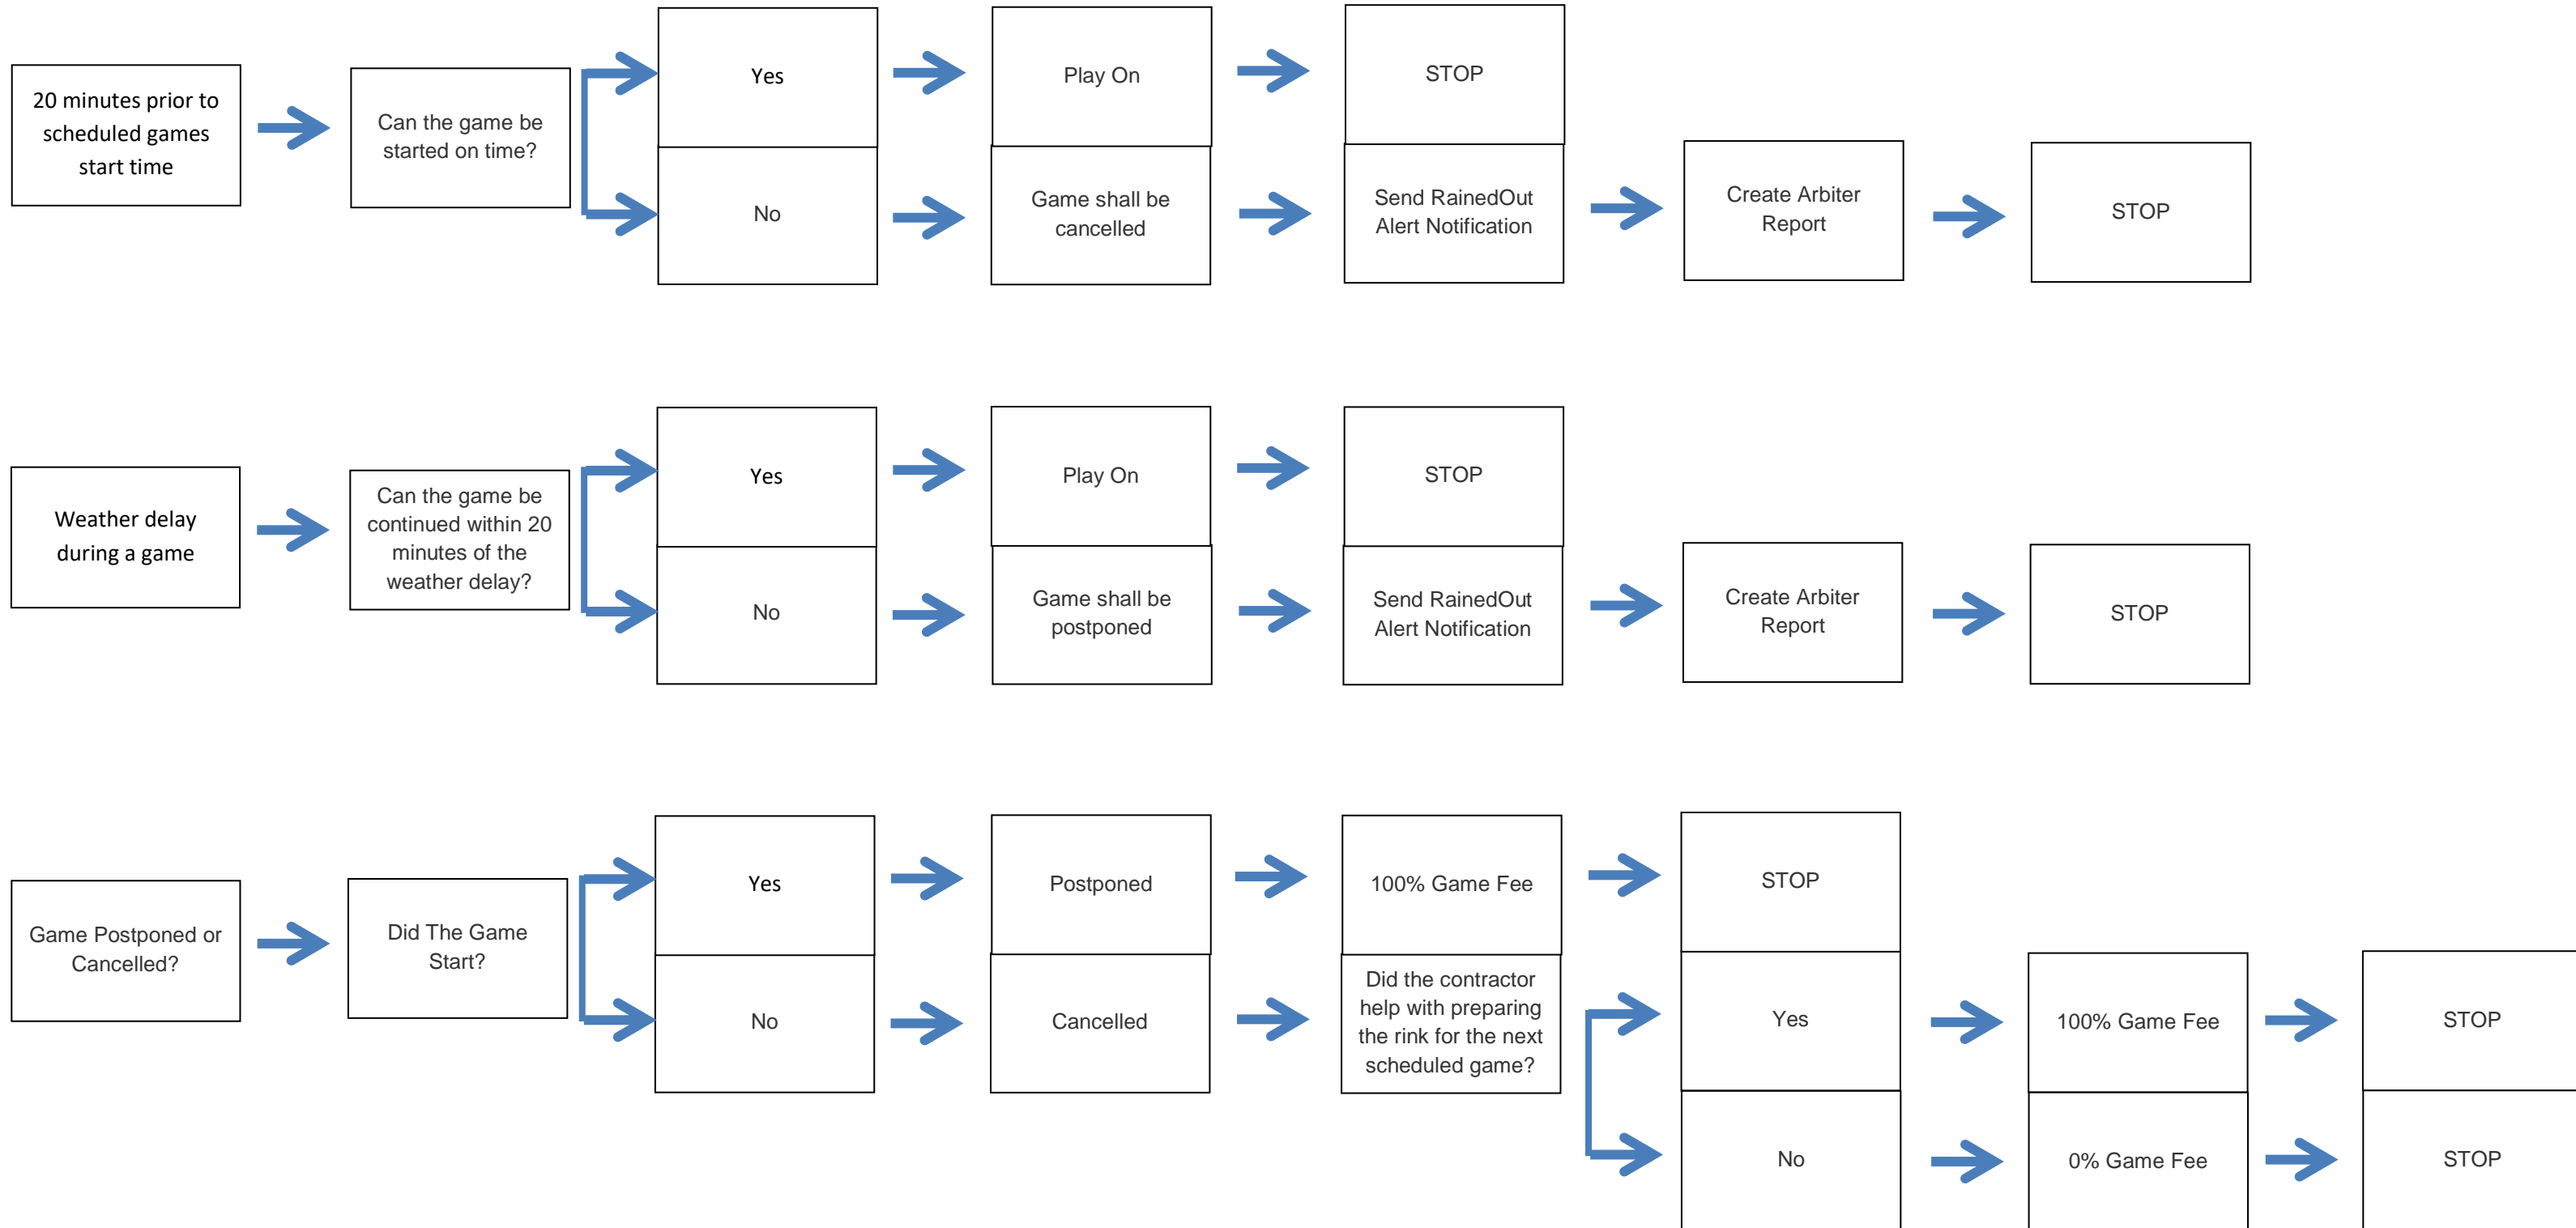 20 minutes prior to
scheduled games
start time
Can the game be
started on time?
Yes
Play On
STOP
No
Game shall be
cancelled
Send RainedOut
Alert Notification
Create Arbiter
Report
STOP
Weather delay
during a game
Can the game be
continued within 20
minutes of the
weather delay?
Yes
Play On
STOP
No
Game shall be
postponed
Send RainedOut
Alert Notification
Create Arbiter
Report
STOP
Game Postponed or
Cancelled?
Did The Game
Start?
Yes
Postponed
100% Game Fee
STOP
No
Cancelled
Did the contractor
help with preparing
the rink for the next
scheduled game?
Yes
100% Game Fee
STOP
No
0% Game Fee
STOP